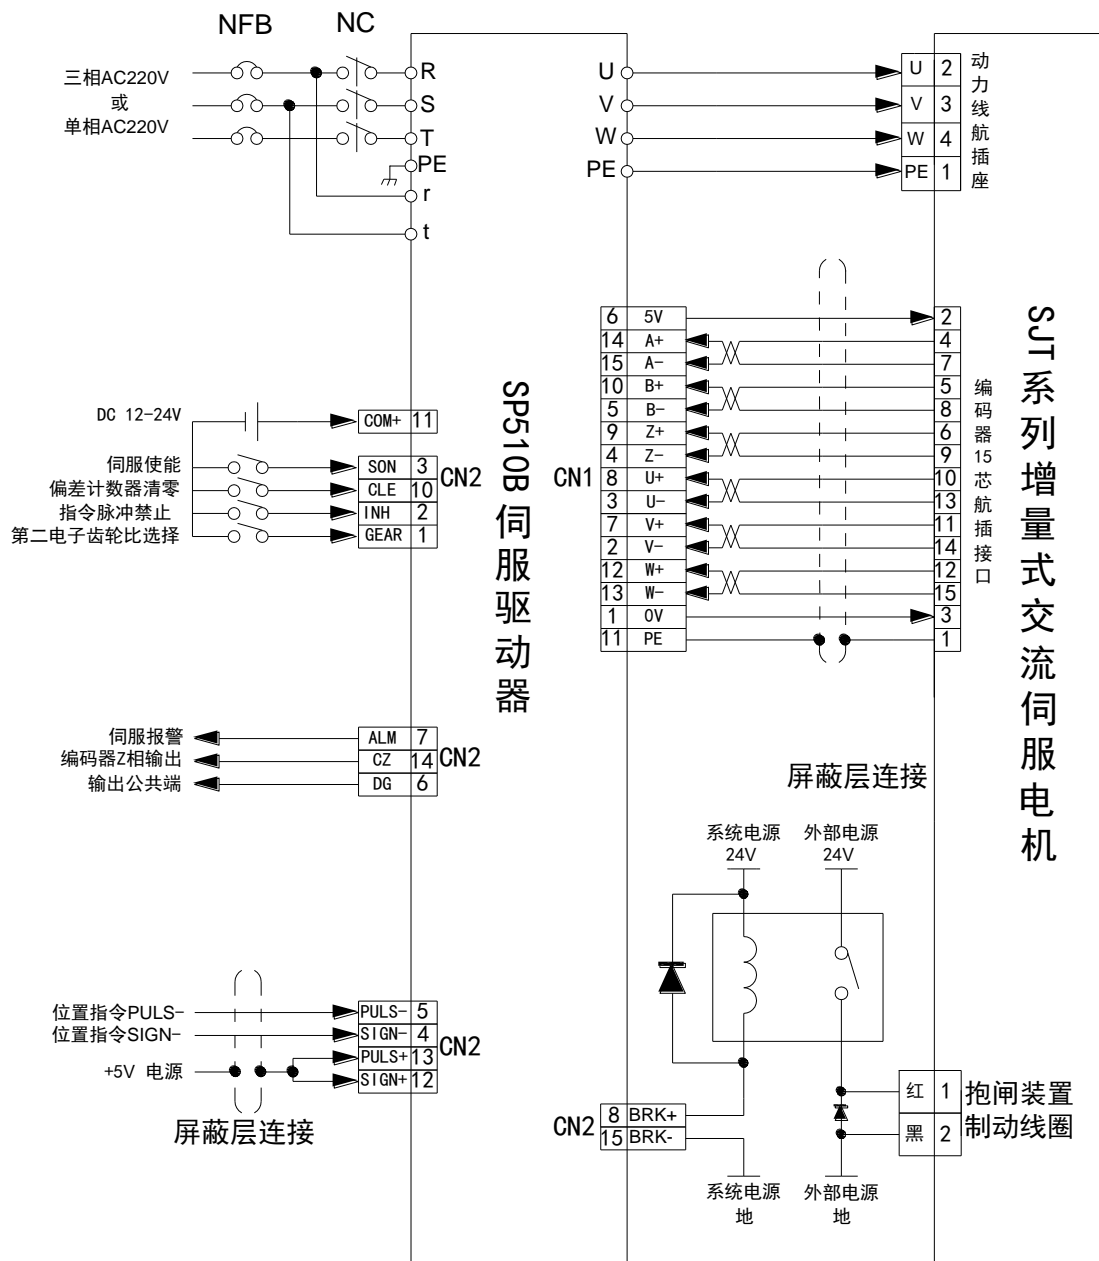 NFB NC
三相AC220V
或
单相AC220V
R
S
T
PE
r
t
U
V
W
PE
U 2
V 3
W 4
PE 1
动力线航插座
DC 12-24V
COM+ 11
伺服使能 SON 3
偏差计数器清零 CLE 10
指令脉冲禁止 INH 2
第二电子齿轮比选择 GEAR 1
CN2
SP510B伺服驱动器
CN1
6 5V 2
14 A+ 4
15 A- 7
10 B+ 5
5 B- 8
9 Z+ 6
4 Z- 9
8 U+ 10
3 U- 13
7 V+ 11
2 V- 14
12 W+ 12
13 W- 15
1 0V 3
11 PE 1
编码器15芯航插接口
SJT系列增量式交流伺服电机
伺服报警 ALM 7
编码器Z相输出 CZ 14
输出公共端 DG 6
CN2
屏蔽层连接
系统电源
24V
外部电源
24V
位置指令PULS- PULS- 5
位置指令SIGN- SIGN- 4
PULS+ 13
+5V 电源 SIGN+ 12
CN2
屏蔽层连接
CN2
8 BRK+
15 BRK-
红 1
黑 2
抱闸装置
制动线圈
系统电源
地
外部电源
地